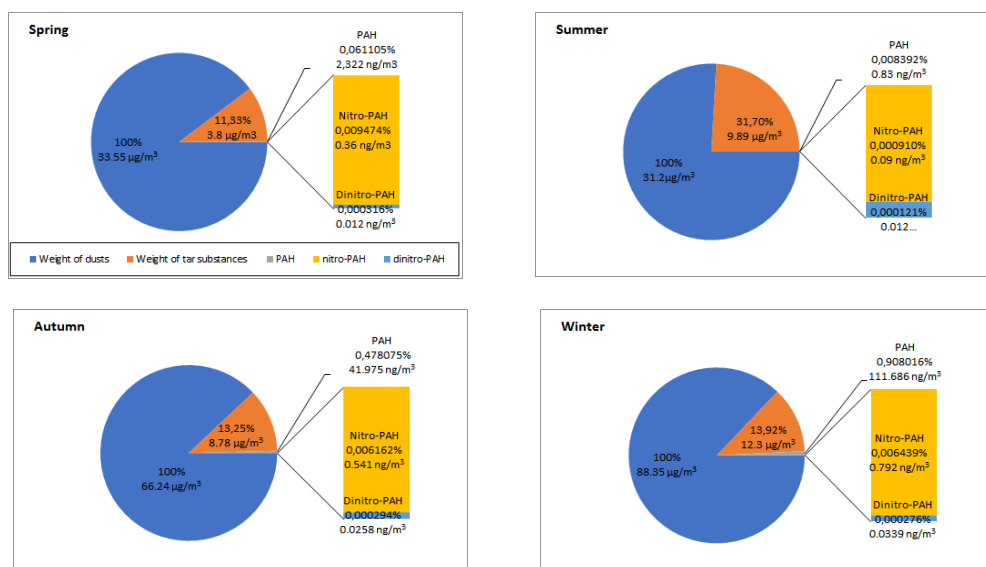 Spring
PAH
0,061105%
2,322 ng/m3
11,33%
3.8 µg/m3
100%
33.55 µg/m³
Nitro-PAH
0,009474%
0.36 ng/m3
Dinitro-PAH
0,000316%
0.012 ng/m³
Weight of dusts Weight of tar substances PAH nitro-PAH dinitro-PAH
Summer
PAH
0,008392%
0.83 ng/m³
31,70%
9.89 µg/m³
100%
31.2µg/m³
Nitro-PAH
0,000910%
0.09 ng/m³
Dinitro-PAH
0,000121%
0.012...
Autumn
PAH
0,478075%
41.975 ng/m³
13,25%
8.78 µg/m³
100%
66.24 µg/m³
Nitro-PAH
0,006162%
0.541 ng/m³
Dinitro-PAH
0,000294%
0.0258 ng/m³
Winter
PAH
0,908016%
111.686 ng/m³
13,92%
12.3 µg/m³
100%
88.35 µg/m³
Nitro-PAH
0,006439%
0.792 ng/m³
Dinitro-PAH
0,000276%
0.0339 ng/m³